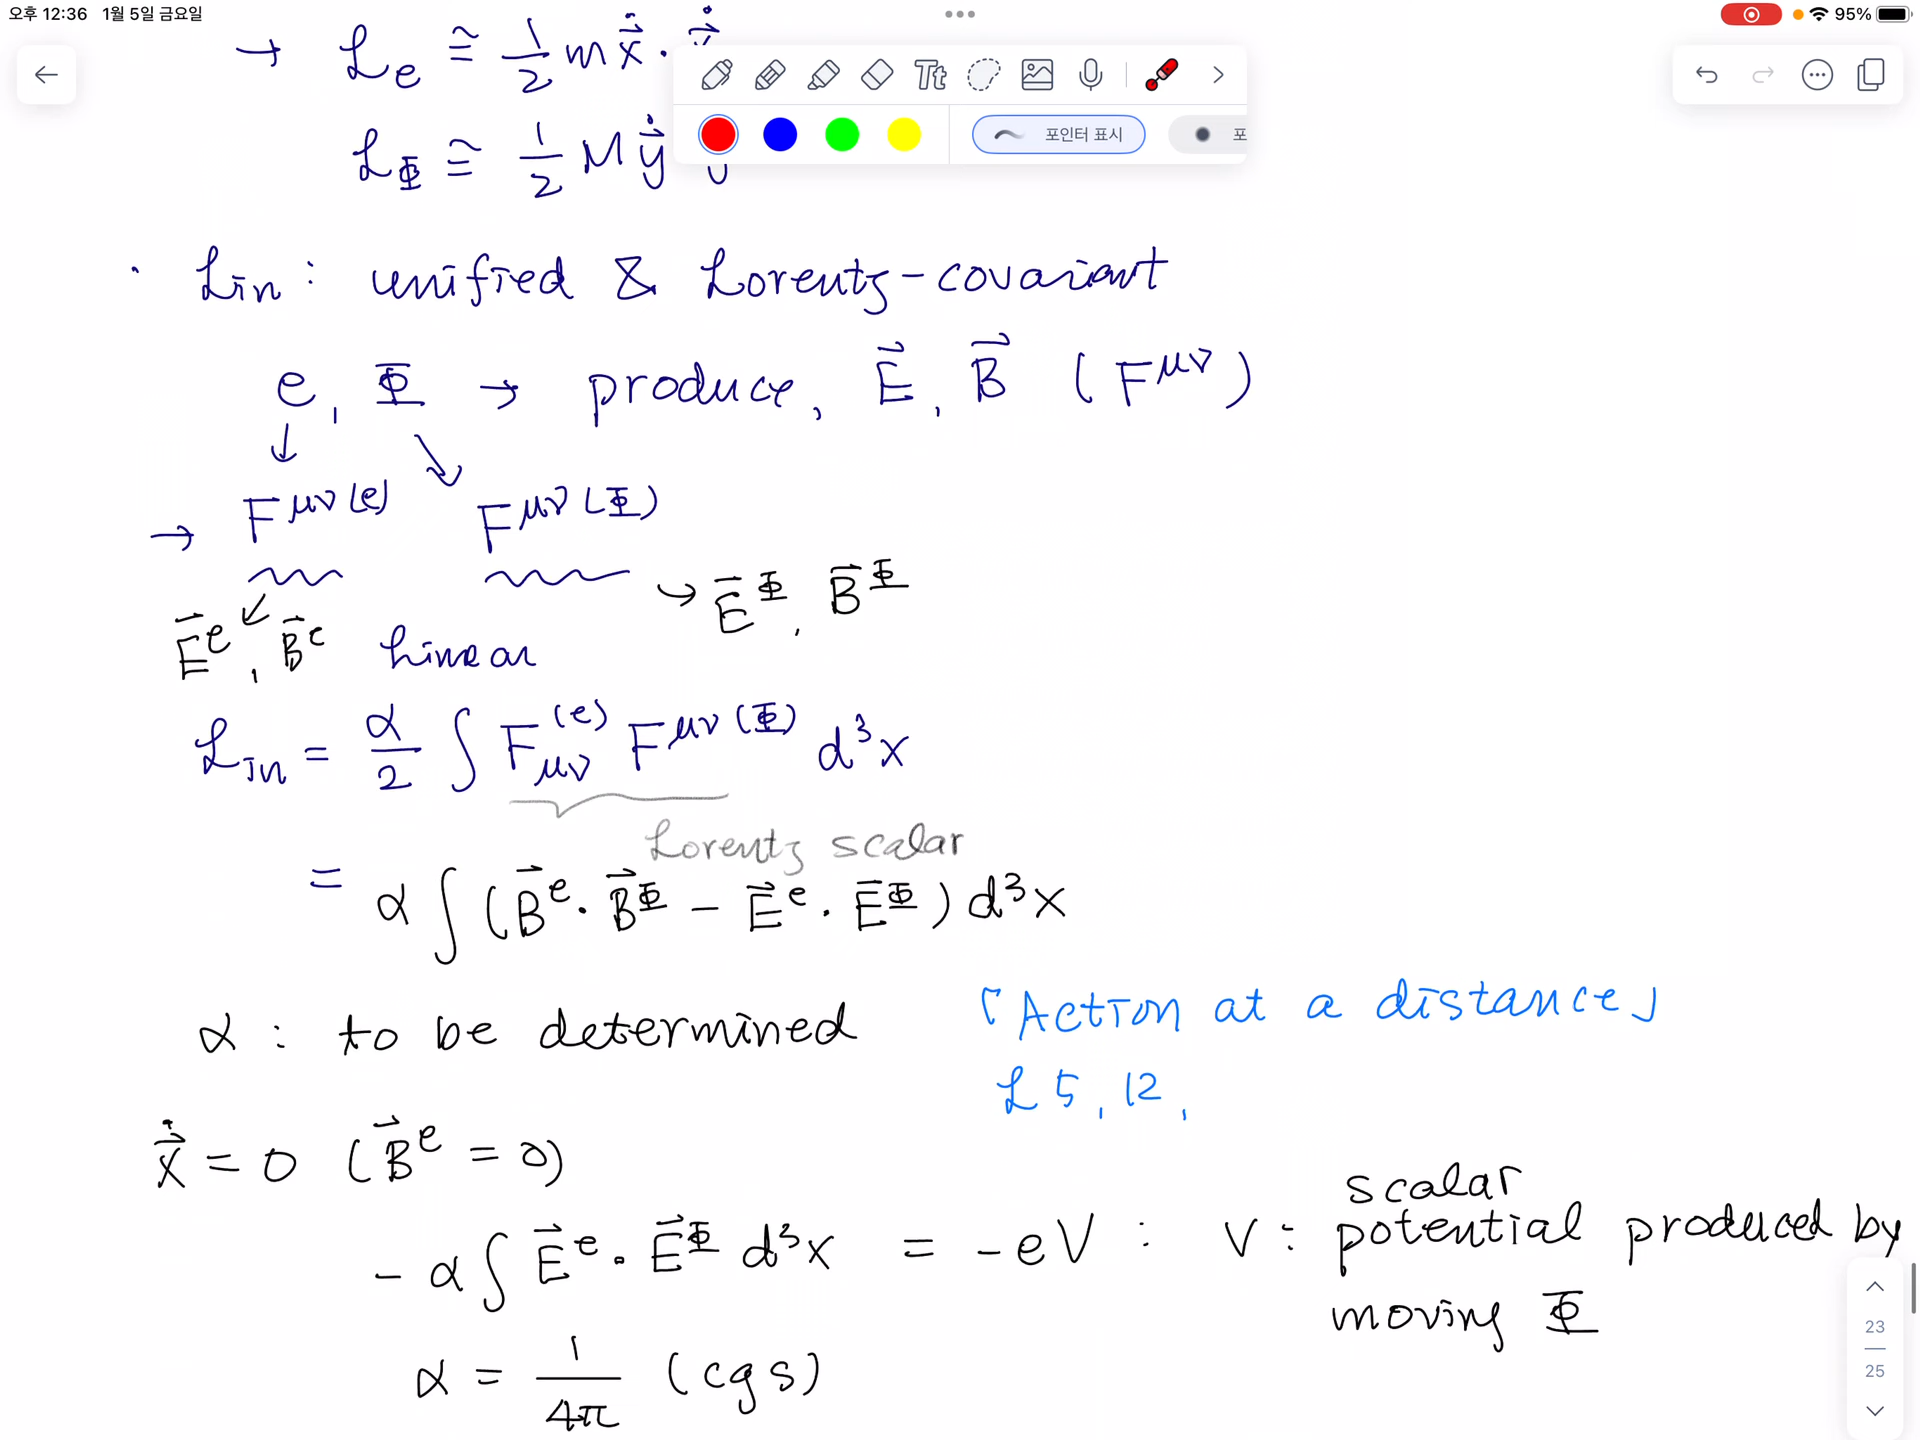 오후 12:36 1월 5일 금요일
95%
→ ℒe ≅ 1/2 m ẋ⃗ ·
Tt
포인터 표시
포
ℒΦ ≅ 1/2 M ẏ⃗
· ℒin : unified & Lorentz-covariant
e, Φ → produce, E⃗, B⃗ (F^μν)
↓ ↘
→ F^μν(e) F^μν(Φ)
→ E⃗^Φ, B⃗^Φ
E⃗^e, B⃗^e linear
ℒin = α/2 ∫ F_μν^(e) F^μν(Φ) d³x
Lorentz scalar
= α ∫ (B⃗^e · B⃗^Φ − E⃗^e · E⃗^Φ) d³x
α : to be determined
「Action at a distance」
L 5, 12,
ẋ⃗ = 0 (B⃗^e = 0)
− α ∫ E⃗^e · E⃗^Φ d³x = −eV : V : scalar potential produced by
moving Φ
α = 1/4π (cgs)
23
25